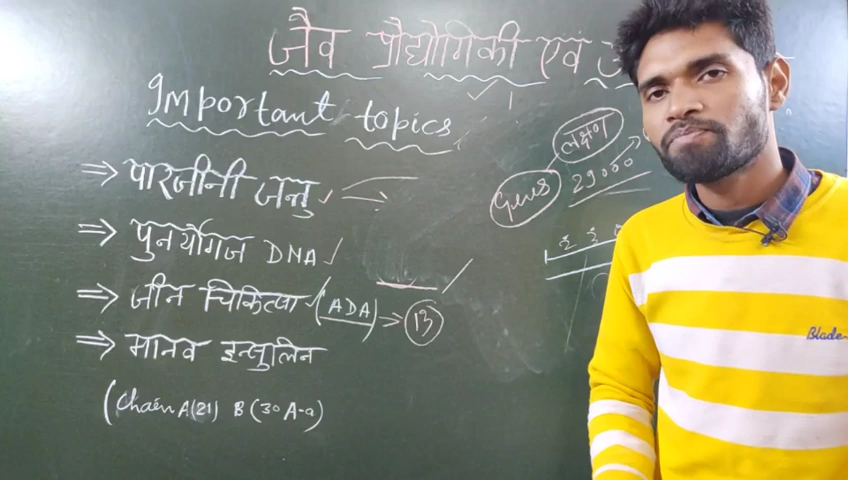 जैव प्रौद्योगिकी एवं
Important topics
⇒ पारजीनी जन्तु
⇒ पुनर्योगज DNA
⇒ जीन चिकित्सा (ADA) → 13
⇒ मानव इन्सुलिन
(Chain A(21) B (30 A-a)
लक्षण
Genes
29000
Blade